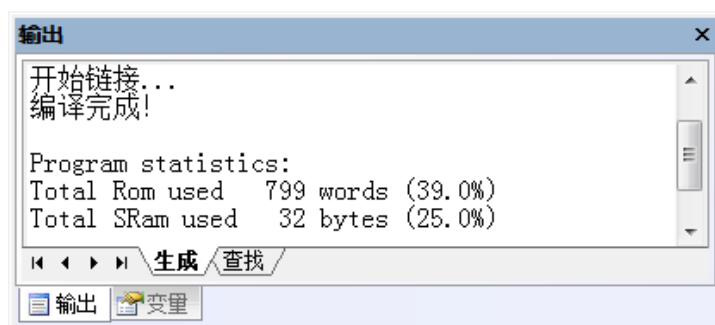 输出
开始链接...
编译完成!
Program statistics:
Total Rom used 799 words (39.0%)
Total SRam used 32 bytes (25.0%)
生成 查找
输出 变量